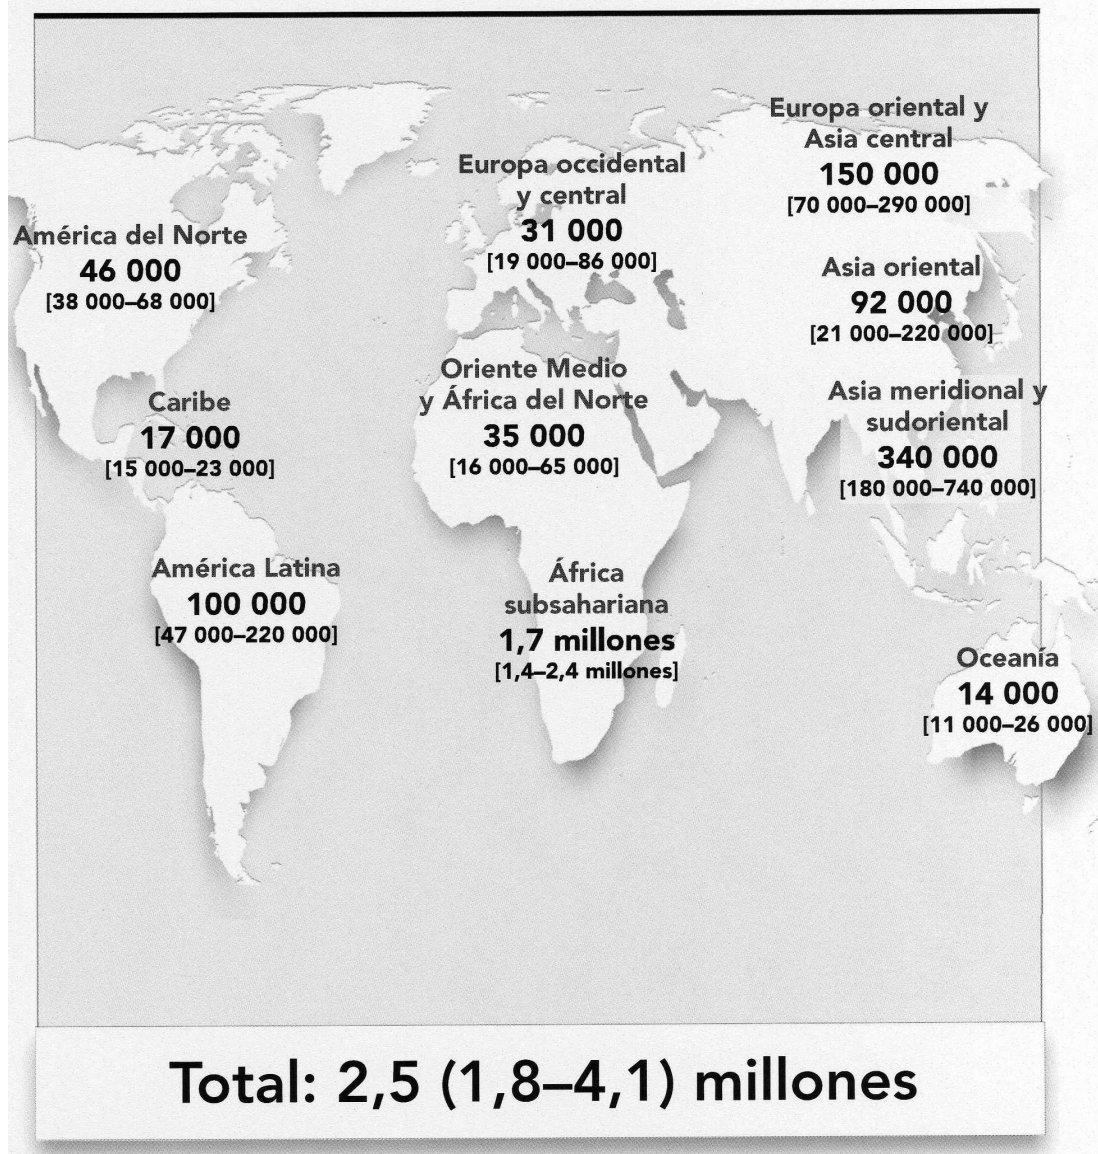 Europa oriental y
Asia central
150 000
[70 000–290 000]
Europa occidental
y central
31 000
[19 000–86 000]
América del Norte
46 000
[38 000–68 000]
Asia oriental
92 000
[21 000–220 000]
Oriente Medio
y África del Norte
35 000
[16 000–65 000]
Caribe
17 000
[15 000–23 000]
Asia meridional y
sudoriental
340 000
[180 000–740 000]
América Latina
100 000
[47 000–220 000]
África
subsahariana
1,7 millones
[1,4–2,4 millones]
Oceanía
14 000
[11 000–26 000]
Total: 2,5 (1,8–4,1) millones